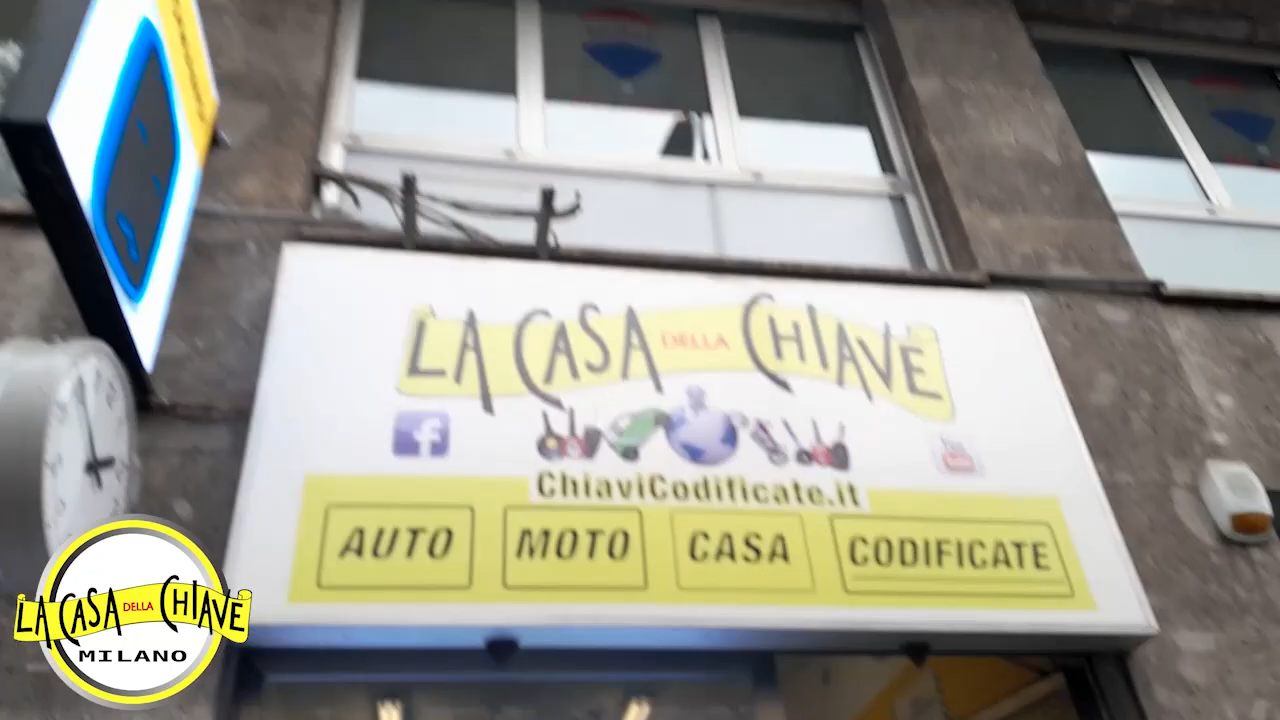 LA CASA DELLA CHIAVE
ChiaviCodificate.it
AUTO MOTO CASA CODIFICATE
LA CASA DELLA CHIAVE
MILANO